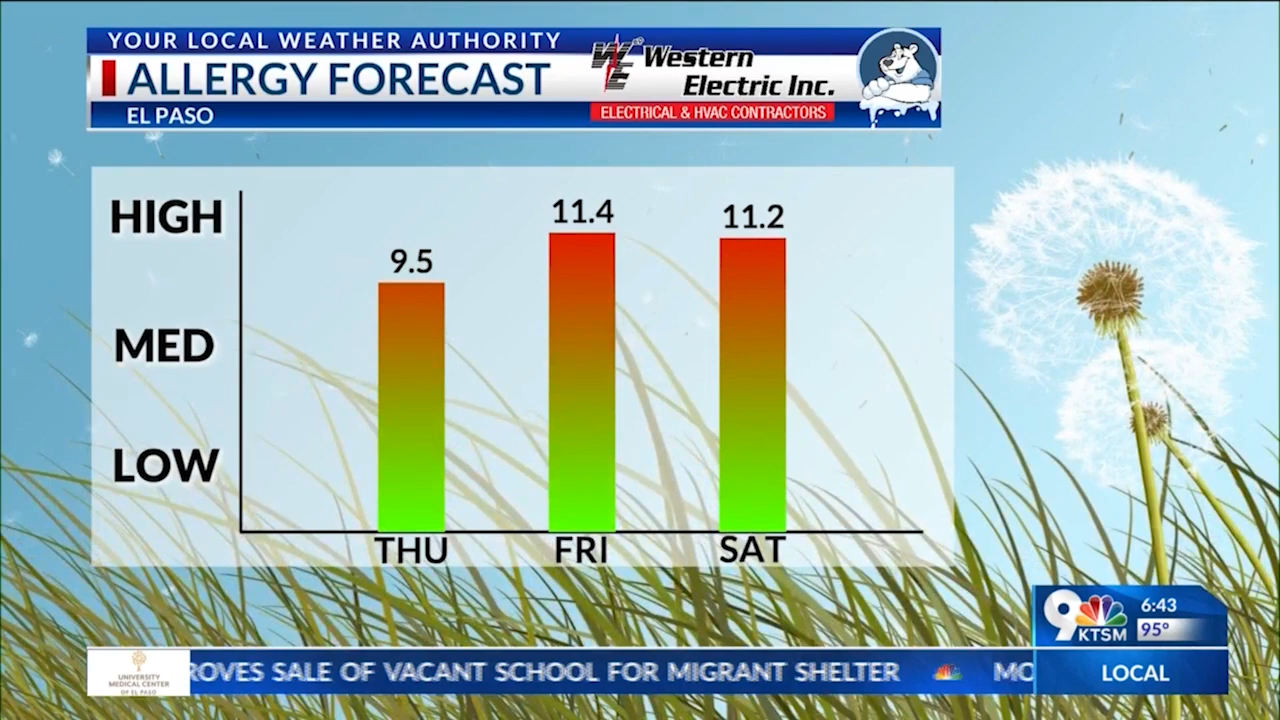 YOUR LOCAL WEATHER AUTHORITY
ALLERGY FORECAST
EL PASO
WE
Western
Electric Inc.
ELECTRICAL & HVAC CONTRACTORS
HIGH
MED
LOW
9.5
11.4
11.2
THU
FRI
SAT
9
KTSM
6:43
95°
LOCAL
UNIVERSITY
MEDICAL CENTER
OF EL PASO
ROVES SALE OF VACANT SCHOOL FOR MIGRANT SHELTER
MO